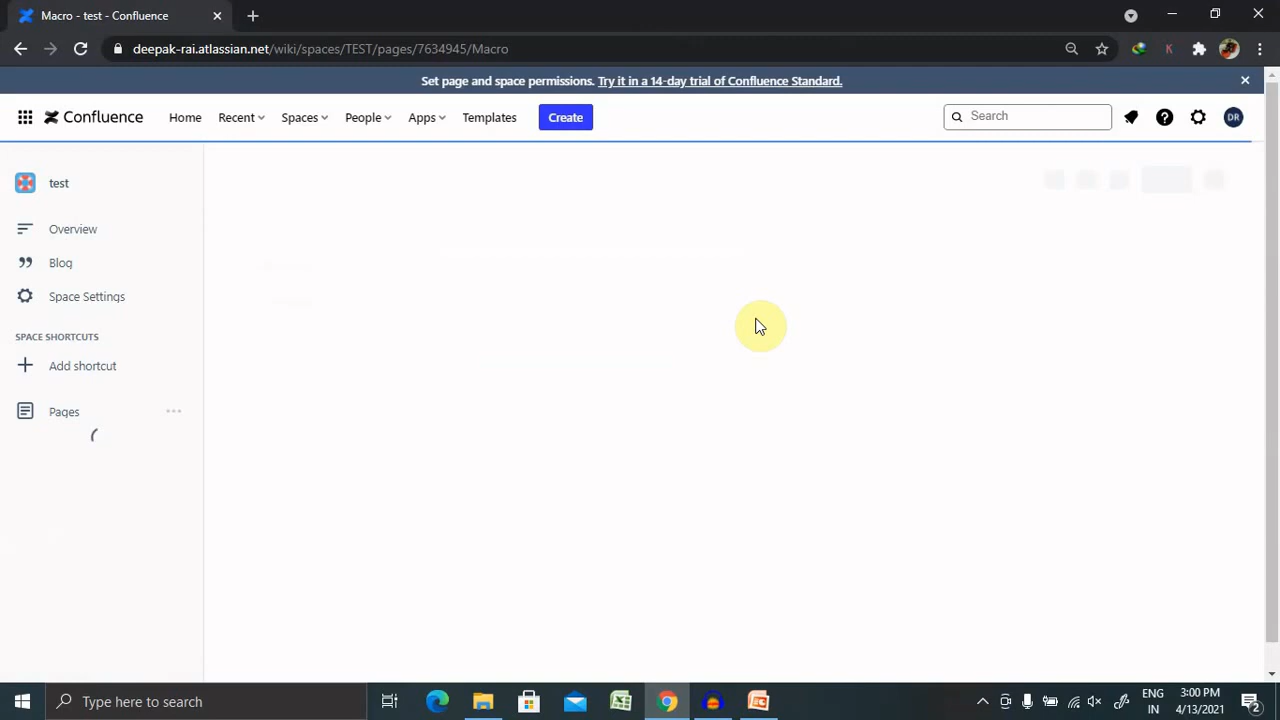 Macro - test - Confluence
deepak-rai.atlassian.net/wiki/spaces/TEST/pages/7634945/Macro
K
Set page and space permissions. Try it in a 14-day trial of Confluence Standard.
Confluence
Home
Recent
Spaces
People
Apps
Templates
Create
Search
DR
test
Overview
Blog
Space Settings
SPACE SHORTCUTS
Add shortcut
Pages
Type here to search
ENG
IN
3:00 PM
4/13/2021
2